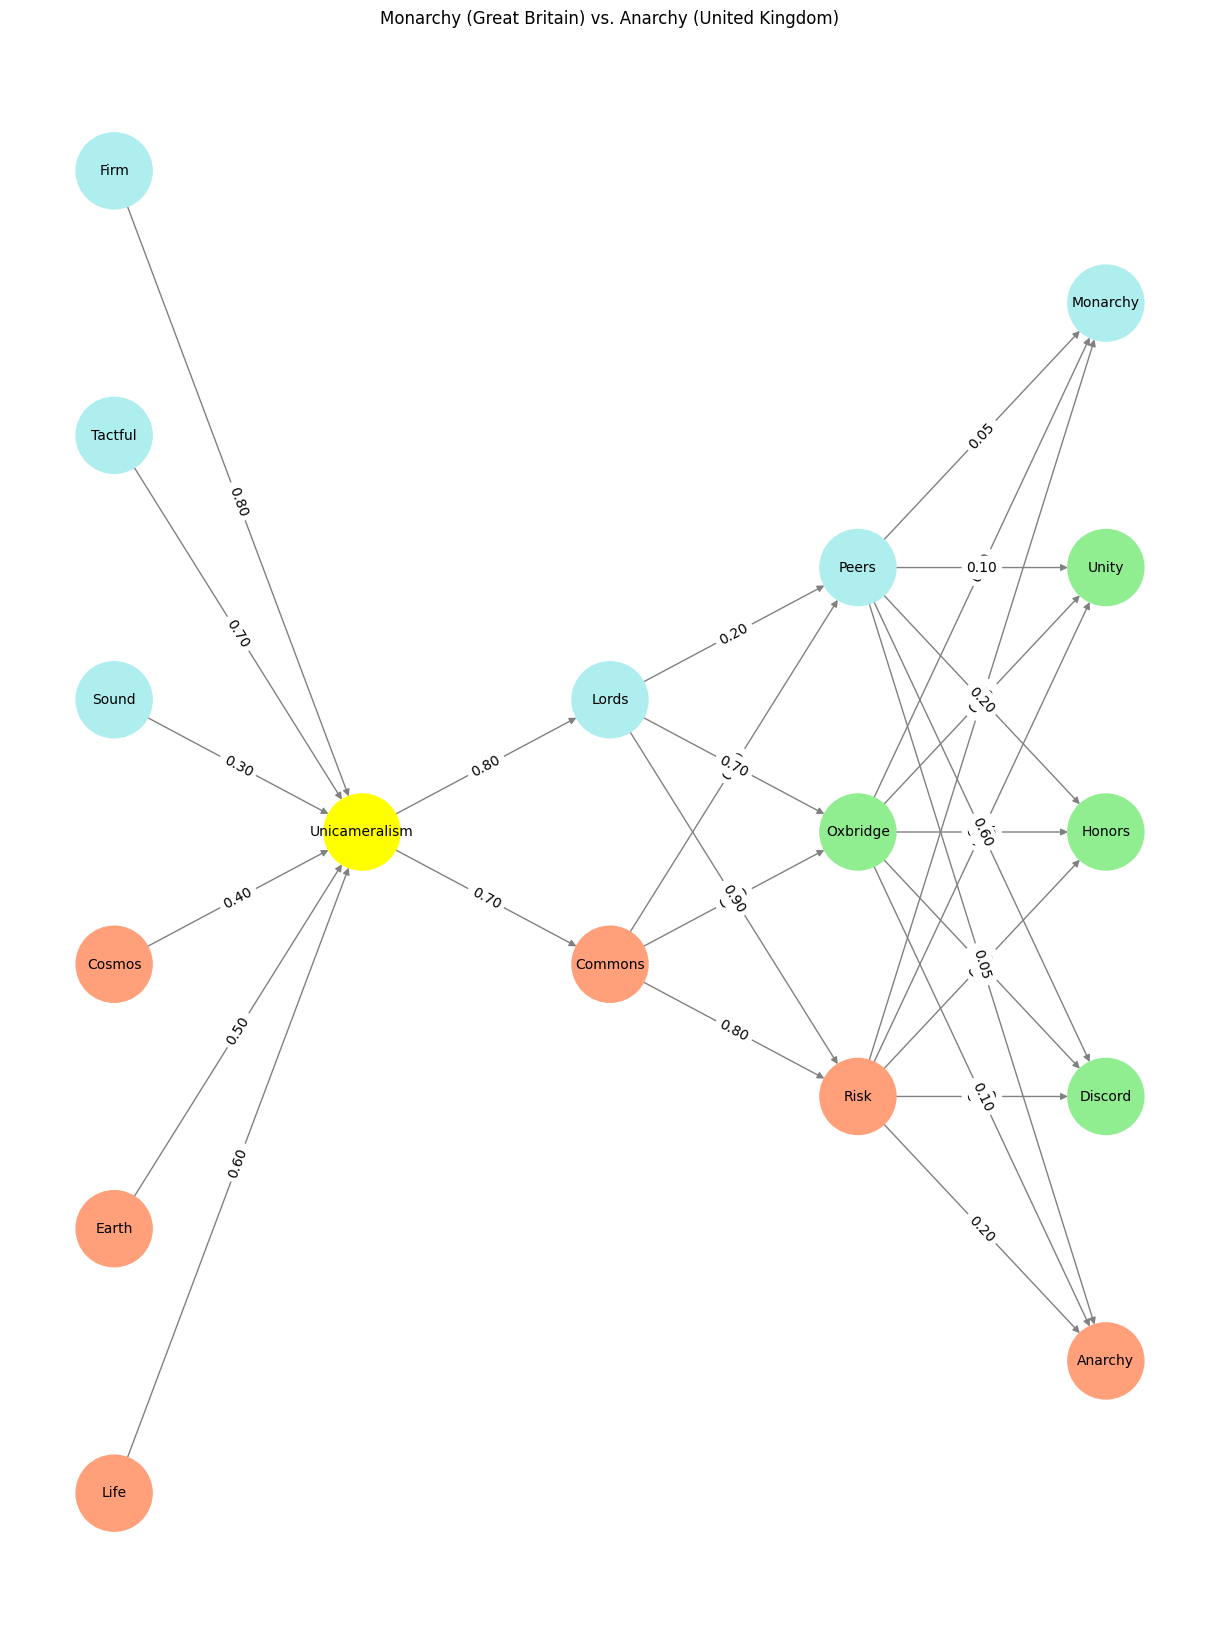 Monarchy (Great Britain) vs. Anarchy (United Kingdom)
Firm
Monarchy
Tactful
0.05
0.80
Peers
0.10
Unity
0.70
0.20
Sound
Lords
0.20
0.30
0.80
0.70
Unicameralism
Oxbridge
0.60
Honors
0.40
0.70
0.90
Cosmos
Commons
0.05
0.50
0.80
Risk
0.10
Discord
0.60
Earth
0.20
Anarchy
Life